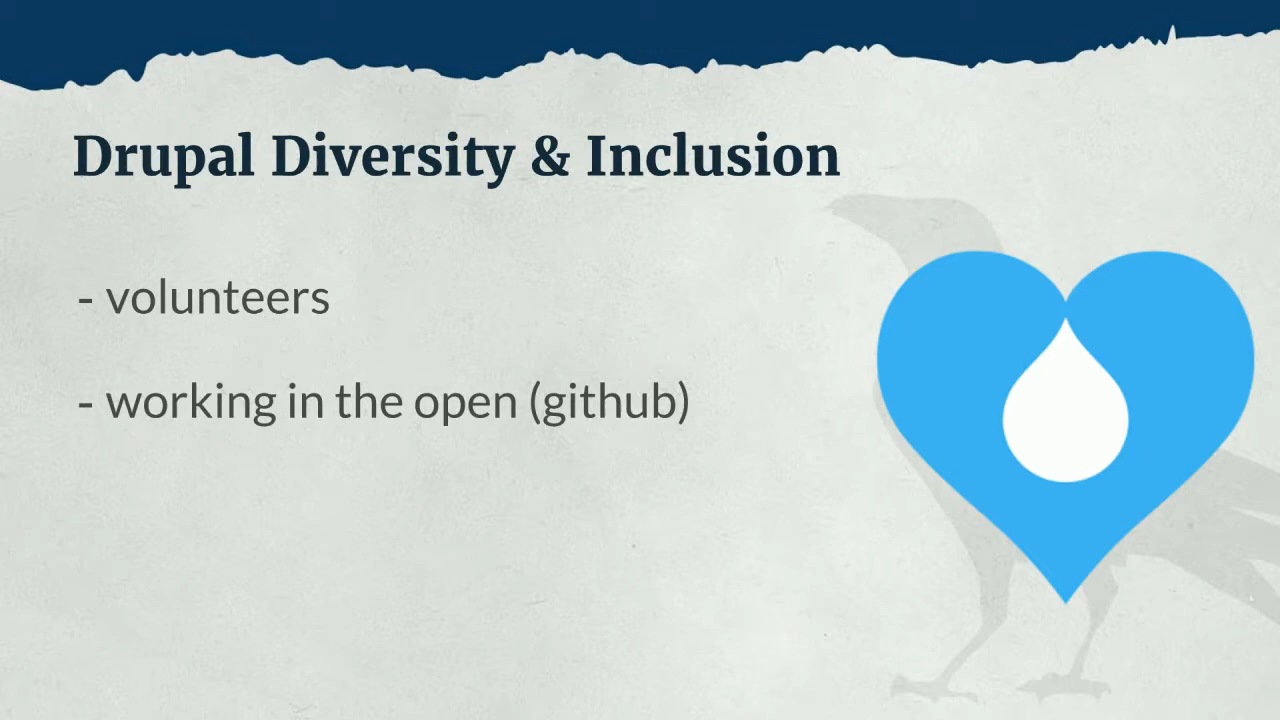 Drupal Diversity & Inclusion
- volunteers
- working in the open (github)